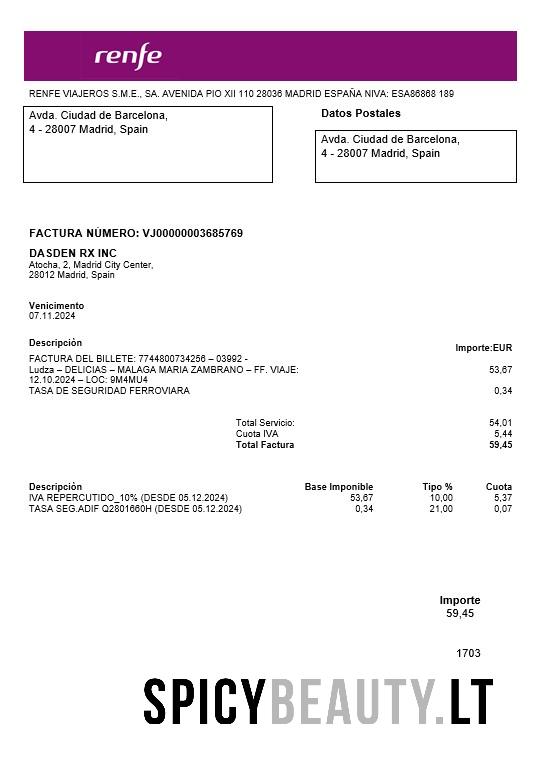 renfe
RENFE VIAJEROS S.M.E., SA. AVENIDA PIO XII 110 28036 MADRID ESPAÑA NIVA: ESA86868 189
Avda. Ciudad de Barcelona,
4 - 28007 Madrid, Spain
Datos Postales
Avda. Ciudad de Barcelona,
4 - 28007 Madrid, Spain
FACTURA NÚMERO: VJ00000003685769
DASDEN RX INC
Atocha, 2, Madrid City Center,
28012 Madrid, Spain
Venicimento
07.11.2024
Descripción Importe:EUR
FACTURA DEL BILLETE: 7744800734256 – 03992 -
Ludza – DELICIAS – MALAGA MARIA ZAMBRANO – FF. VIAJE: 53,67
12.10.2024 – LOC: 9M4MU4
TASA DE SEGURIDAD FERROVIARA 0,34
Total Servicio: 54,01
Cuota IVA 5,44
Total Factura 59,45
Descripción Base Imponible Tipo % Cuota
IVA REPERCUTIDO_10% (DESDE 05.12.2024) 53,67 10,00 5,37
TASA SEG.ADIF Q2801660H (DESDE 05.12.2024) 0,34 21,00 0,07
Importe
59,45
1703
SPICYBEAUTY.LT